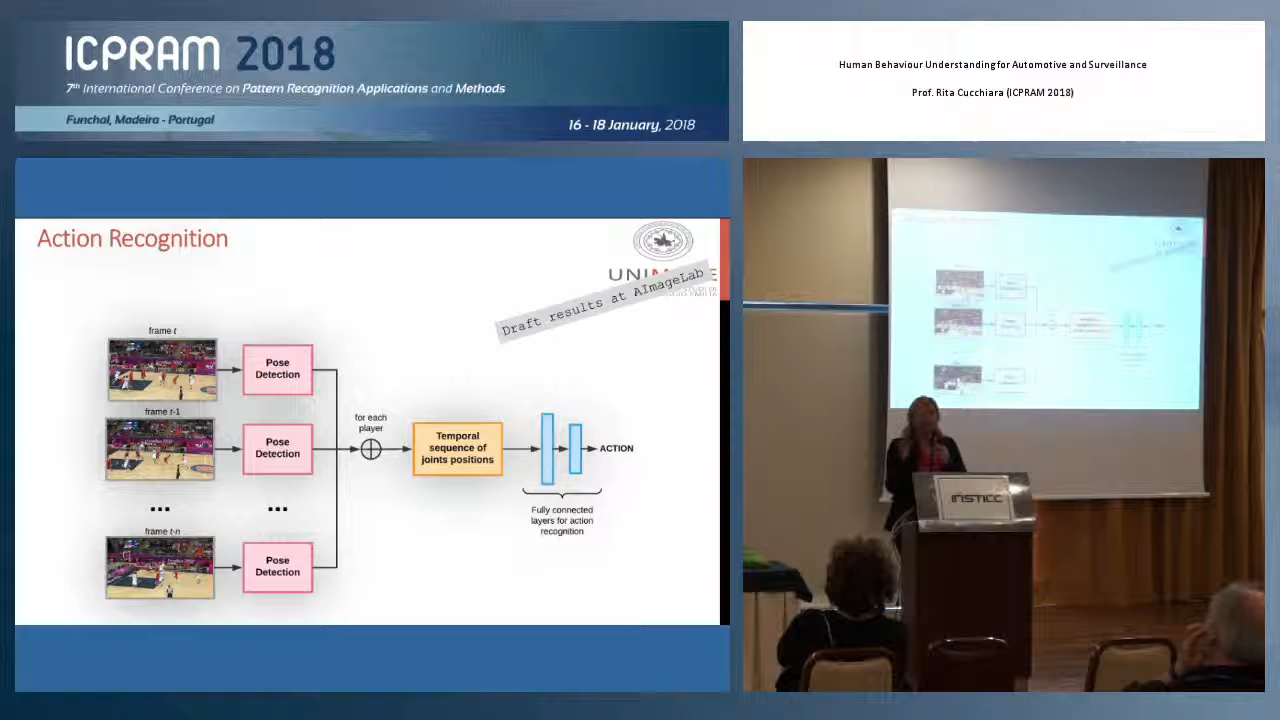 ICPRAM 2018
7th International Conference on Pattern Recognition Applications and Methods
Funchal, Madeira - Portugal
16 - 18 January, 2018
Human Behaviour Understanding for Automotive and Surveillance
Prof. Rita Cucchiara (ICPRAM 2018)
Action Recognition
Draft results at AImageLab
frame t
Pose
Detection
frame t-1
Pose
Detection
...
...
frame t-n
Pose
Detection
for each
player
Temporal
sequence of
joints positions
ACTION
Fully connected
layers for action
recognition
INSTICC